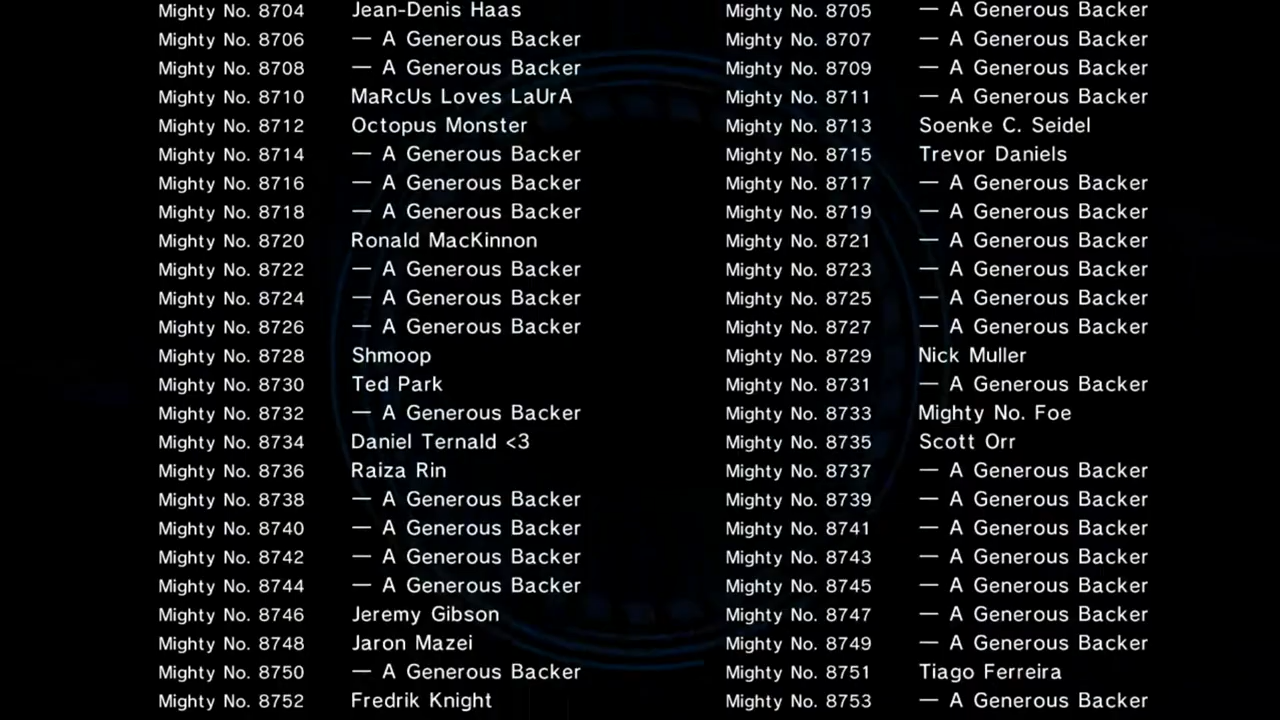 Mighty No. 8704 Jean-Denis Haas Mighty No. 8705 — A Generous Backer
Mighty No. 8706 — A Generous Backer Mighty No. 8707 — A Generous Backer
Mighty No. 8708 — A Generous Backer Mighty No. 8709 — A Generous Backer
Mighty No. 8710 MaRcUs Loves LaUrA Mighty No. 8711 — A Generous Backer
Mighty No. 8712 Octopus Monster Mighty No. 8713 Soenke C. Seidel
Mighty No. 8714 — A Generous Backer Mighty No. 8715 Trevor Daniels
Mighty No. 8716 — A Generous Backer Mighty No. 8717 — A Generous Backer
Mighty No. 8718 — A Generous Backer Mighty No. 8719 — A Generous Backer
Mighty No. 8720 Ronald MacKinnon Mighty No. 8721 — A Generous Backer
Mighty No. 8722 — A Generous Backer Mighty No. 8723 — A Generous Backer
Mighty No. 8724 — A Generous Backer Mighty No. 8725 — A Generous Backer
Mighty No. 8726 — A Generous Backer Mighty No. 8727 — A Generous Backer
Mighty No. 8728 Shmoop Mighty No. 8729 Nick Muller
Mighty No. 8730 Ted Park Mighty No. 8731 — A Generous Backer
Mighty No. 8732 — A Generous Backer Mighty No. 8733 Mighty No. Foe
Mighty No. 8734 Daniel Ternald <3 Mighty No. 8735 Scott Orr
Mighty No. 8736 Raiza Rin Mighty No. 8737 — A Generous Backer
Mighty No. 8738 — A Generous Backer Mighty No. 8739 — A Generous Backer
Mighty No. 8740 — A Generous Backer Mighty No. 8741 — A Generous Backer
Mighty No. 8742 — A Generous Backer Mighty No. 8743 — A Generous Backer
Mighty No. 8744 — A Generous Backer Mighty No. 8745 — A Generous Backer
Mighty No. 8746 Jeremy Gibson Mighty No. 8747 — A Generous Backer
Mighty No. 8748 Jaron Mazei Mighty No. 8749 — A Generous Backer
Mighty No. 8750 — A Generous Backer Mighty No. 8751 Tiago Ferreira
Mighty No. 8752 Fredrik Knight Mighty No. 8753 — A Generous Backer